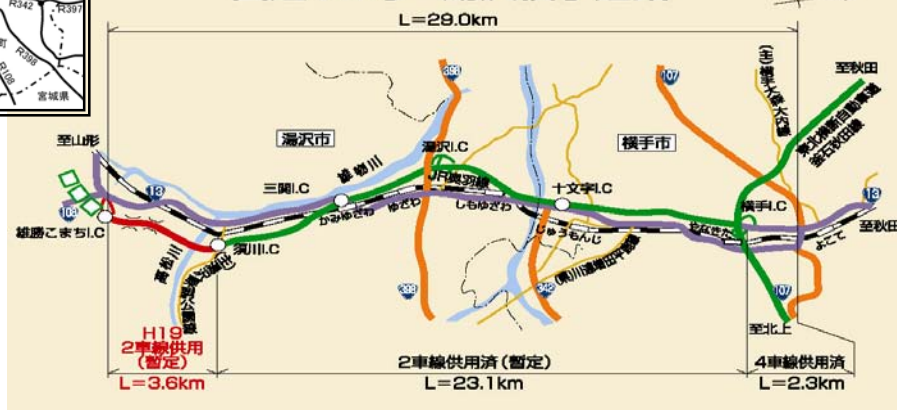 R342
R397
R398
R108
宮城県
L=29.0km
398
107
至秋田
湯沢市
横手市
東北横断自動車道
釜石秋田線
至山形
13
108
雄勝こまちI.C
三関I.C
雄物川
湯沢I.C
JR奥羽線
十文字I.C
横手I.C
13
至秋田
かみゆざわ
ゆざわ
しもゆざわ
じゅうもんじ
よこて
須川I.C
高松川
398
342
107
至北上
H19
2車線供用
(暫定)
L=3.6km
2車線供用済(暫定)
L=23.1km
4車線供用済
L=2.3km